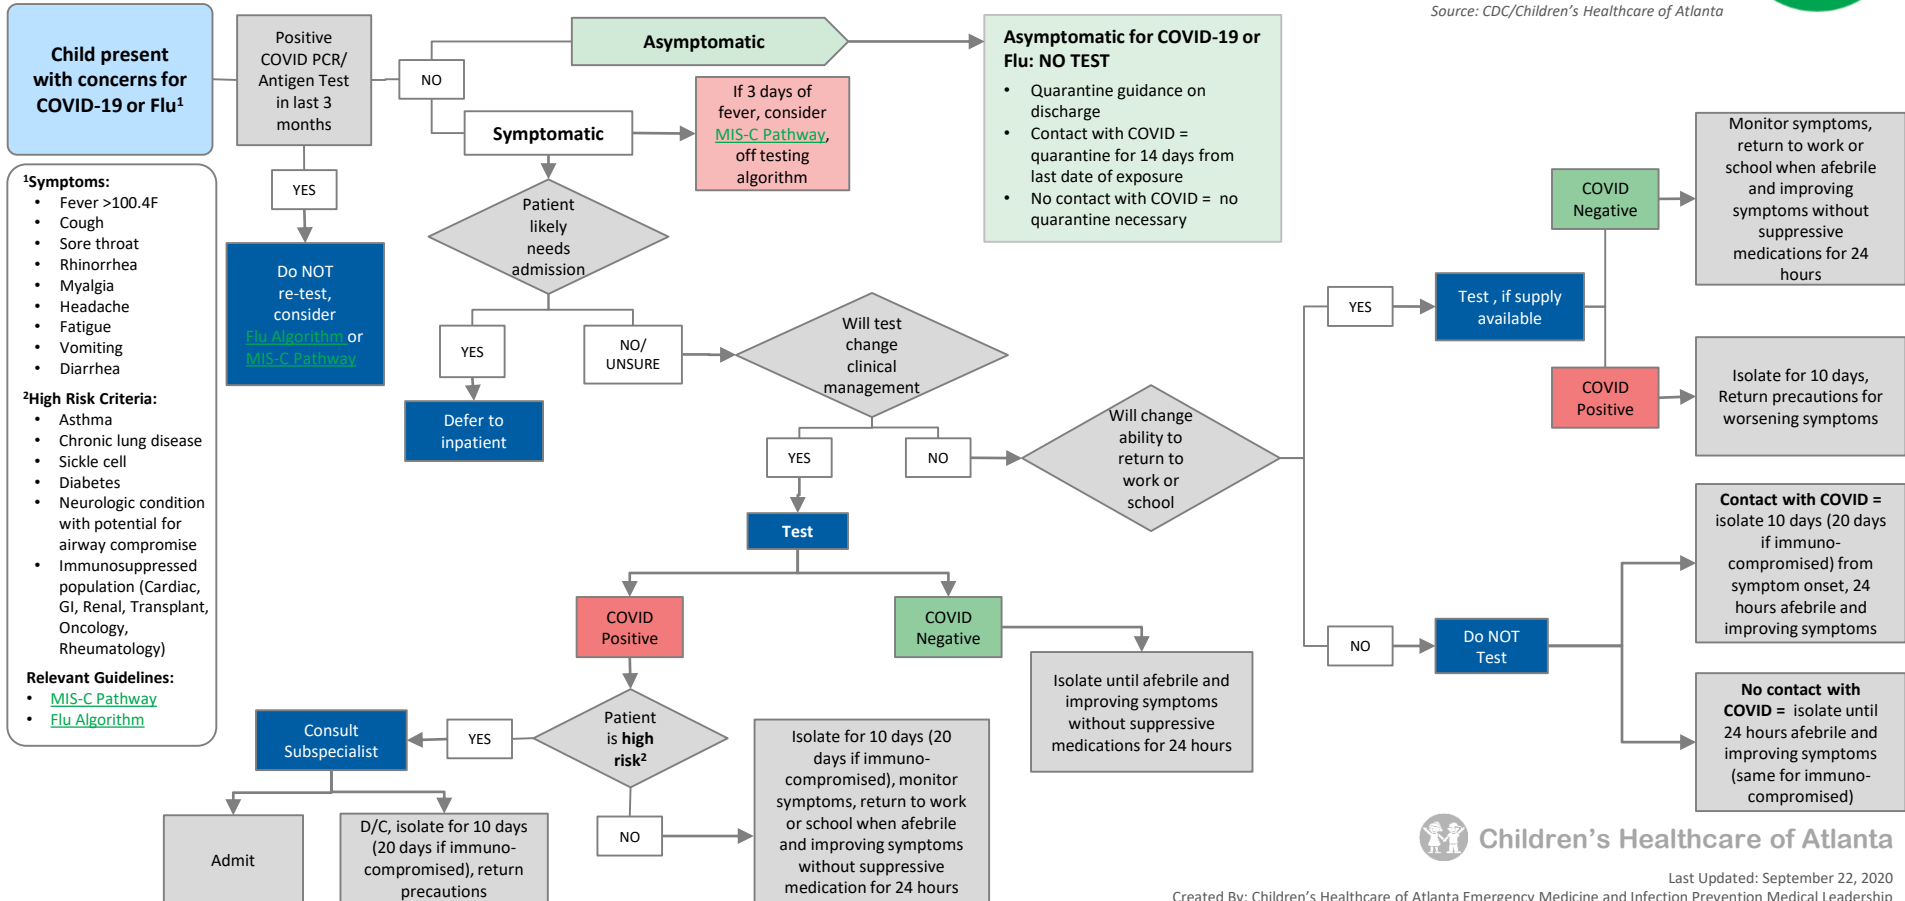 Source: CDC/Children's Healthcare of Atlanta
Child present
with concerns for
COVID-19 or Flu1
Positive
COVID PCR/
Antigen Test
in last 3
months
NO
YES
Asymptomatic
Asymptomatic for COVID-19 or
Flu: NO TEST
• Quarantine guidance on
discharge
• Contact with COVID =
quarantine for 14 days from
last date of exposure
• No contact with COVID = no
quarantine necessary
Symptomatic
If 3 days of
fever, consider
MIS-C Pathway,
off testing
algorithm
Do NOT
re-test,
consider
Flu Algorithm or
MIS-C Pathway
1Symptoms:
• Fever >100.4F
• Cough
• Sore throat
• Rhinorrhea
• Myalgia
• Headache
• Fatigue
• Vomiting
• Diarrhea
2High Risk Criteria:
• Asthma
• Chronic lung disease
• Sickle cell
• Diabetes
• Neurologic condition
with potential for
airway compromise
• Immunosuppressed
population (Cardiac,
GI, Renal, Transplant,
Oncology,
Rheumatology)
Relevant Guidelines:
• MIS-C Pathway
• Flu Algorithm
Patient
likely
needs
admission
YES
NO/
UNSURE
Defer to
inpatient
Will test
change
clinical
management
YES
NO
Test
COVID
Positive
COVID
Negative
Isolate until afebrile and
improving symptoms
without suppressive
medications for 24 hours
Patient
is high
risk2
YES
Consult
Subspecialist
Admit
D/C, isolate for 10 days
(20 days if immuno-
compromised), return
precautions
NO
Isolate for 10 days (20
days if immuno-
compromised), monitor
symptoms, return to work
or school when afebrile
and improving symptoms
without suppressive
medication for 24 hours
Will change
ability to
return to
work or
school
YES
Test , if supply
available
COVID
Negative
Monitor symptoms,
return to work or
school when afebrile
and improving
symptoms without
suppressive
medications for 24
hours
COVID
Positive
Isolate for 10 days,
Return precautions for
worsening symptoms
NO
Do NOT
Test
Contact with COVID =
isolate 10 days (20 days
if immuno-
compromised) from
symptom onset, 24
hours afebrile and
improving symptoms
No contact with
COVID = isolate until
24 hours afebrile and
improving symptoms
(same for immuno-
compromised)
Children's Healthcare of Atlanta
Last Updated: September 22, 2020
Created By: Children's Healthcare of Atlanta Emergency Medicine and Infection Prevention Medical Leadership